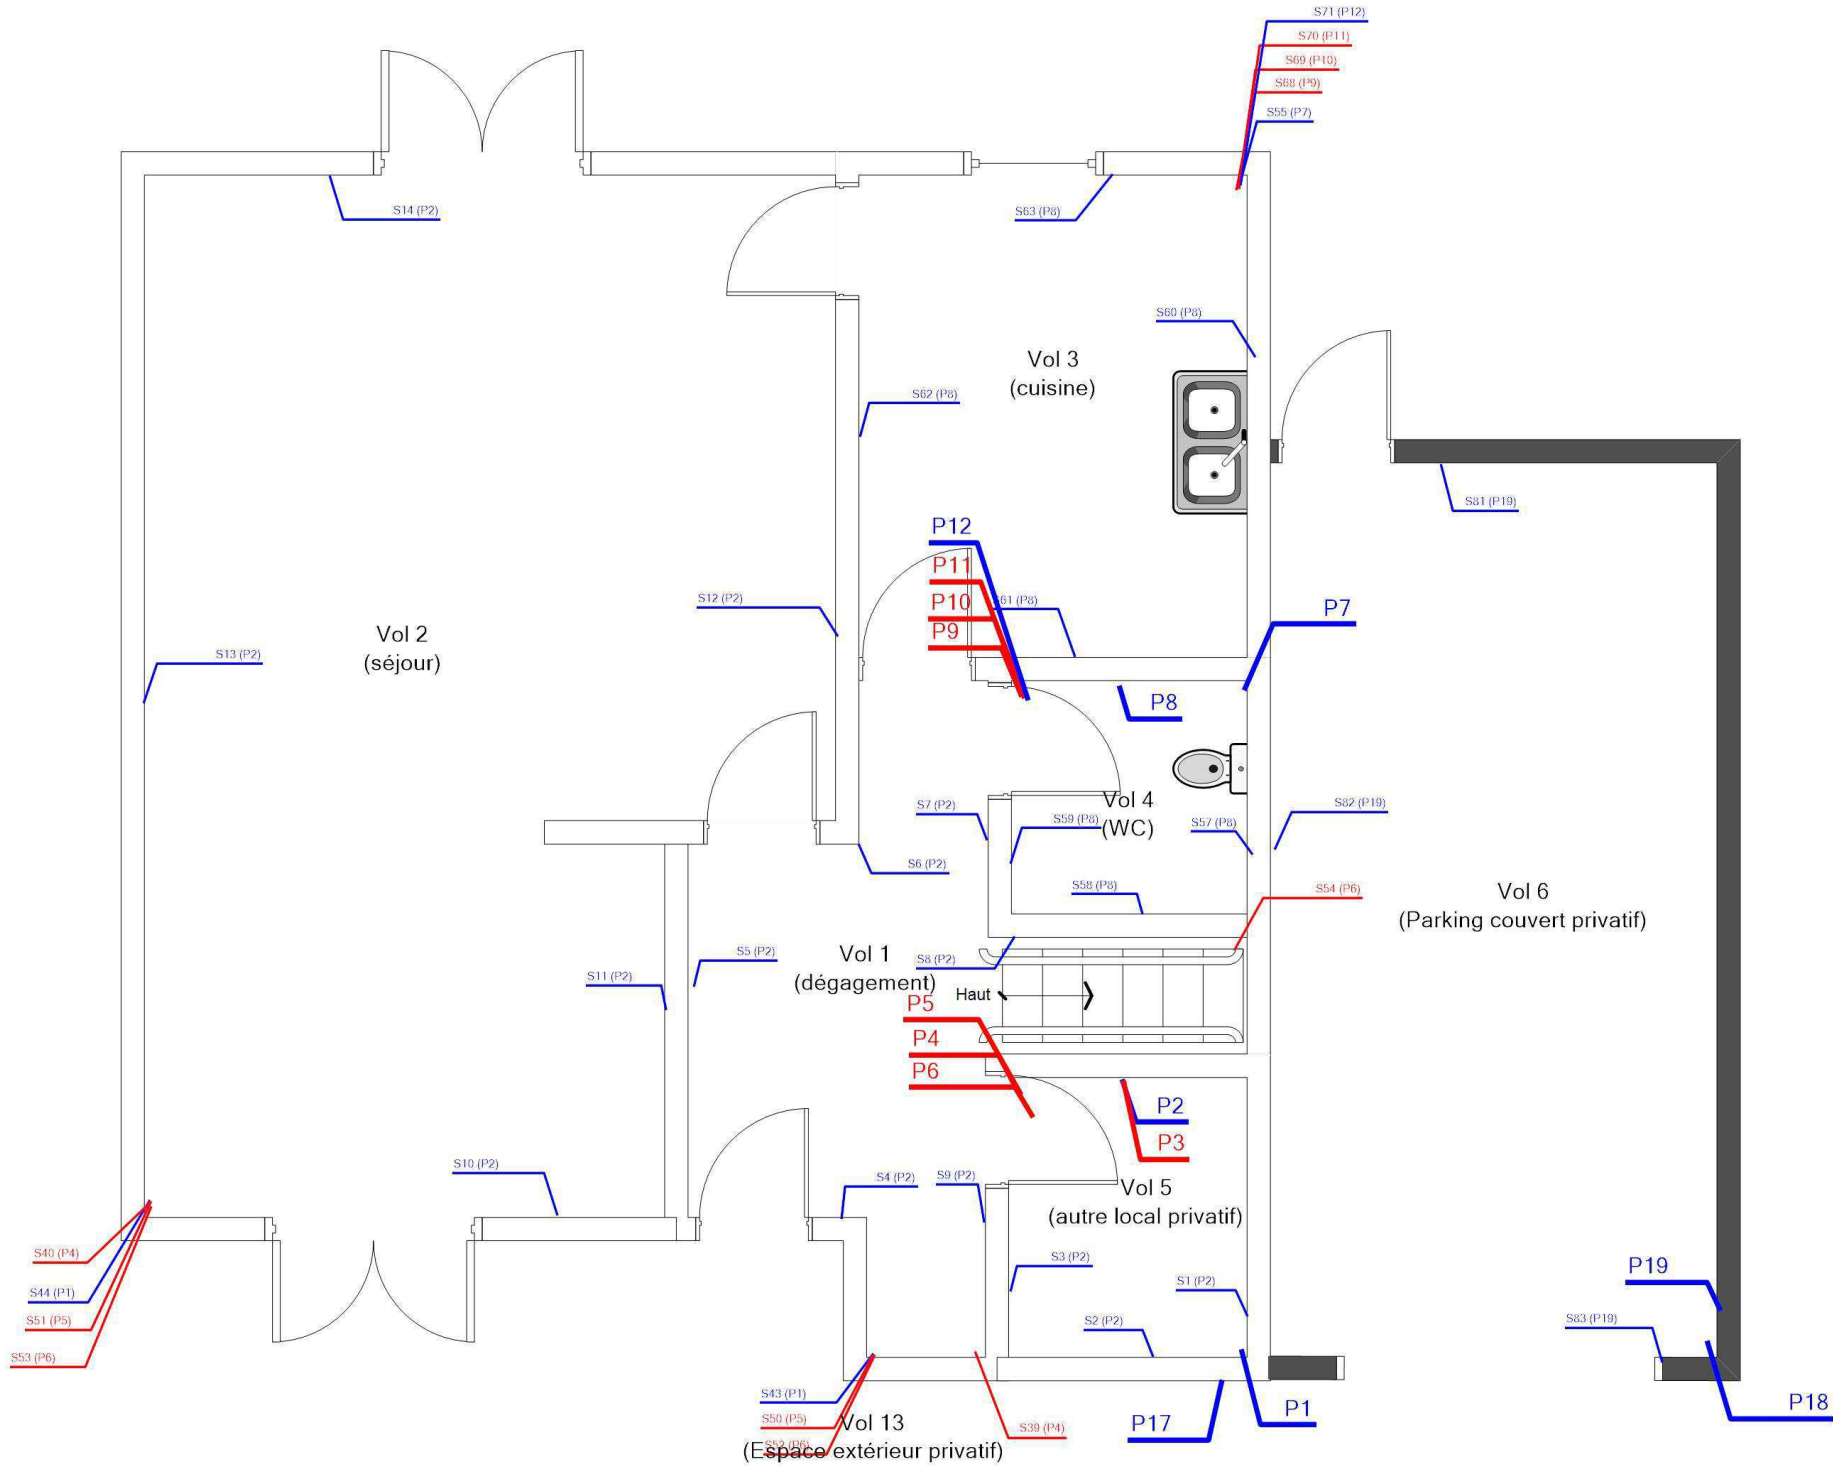 S71 (P12)
S70 (P11)
S69 (P10)
S68 (P9)
S55 (P7)
S14 (P2)
S63 (P8)
S60 (P8)
Vol 3
(cuisine)
S62 (P8)
S81 (P19)
P12
P11
P10
P9
S61 (P8)
S12 (P2)
P7
Vol 2
(séjour)
S13 (P2)
P8
S7 (P2)
Vol 4
(WC)
S59 (P8)
S57 (P8)
S82 (P19)
S6 (P2)
S58 (P8)
S54 (P6)
Vol 6
(Parking couvert privatif)
Vol 1
(dégagement)
S5 (P2)
S8 (P2)
S11 (P2)
Haut
P5
P4
P6
P2
P3
S10 (P2)
S4 (P2)
S9 (P2)
Vol 5
(autre local privatif)
S40 (P4)
S44 (P1)
S51 (P5)
S53 (P6)
S3 (P2)
S1 (P2)
S2 (P2)
P19
S83 (P19)
S43 (P1)
S50 (P5)
S52 (P6)
Vol 13
(Espace extérieur privatif)
S39 (P4)
P17
P1
P18